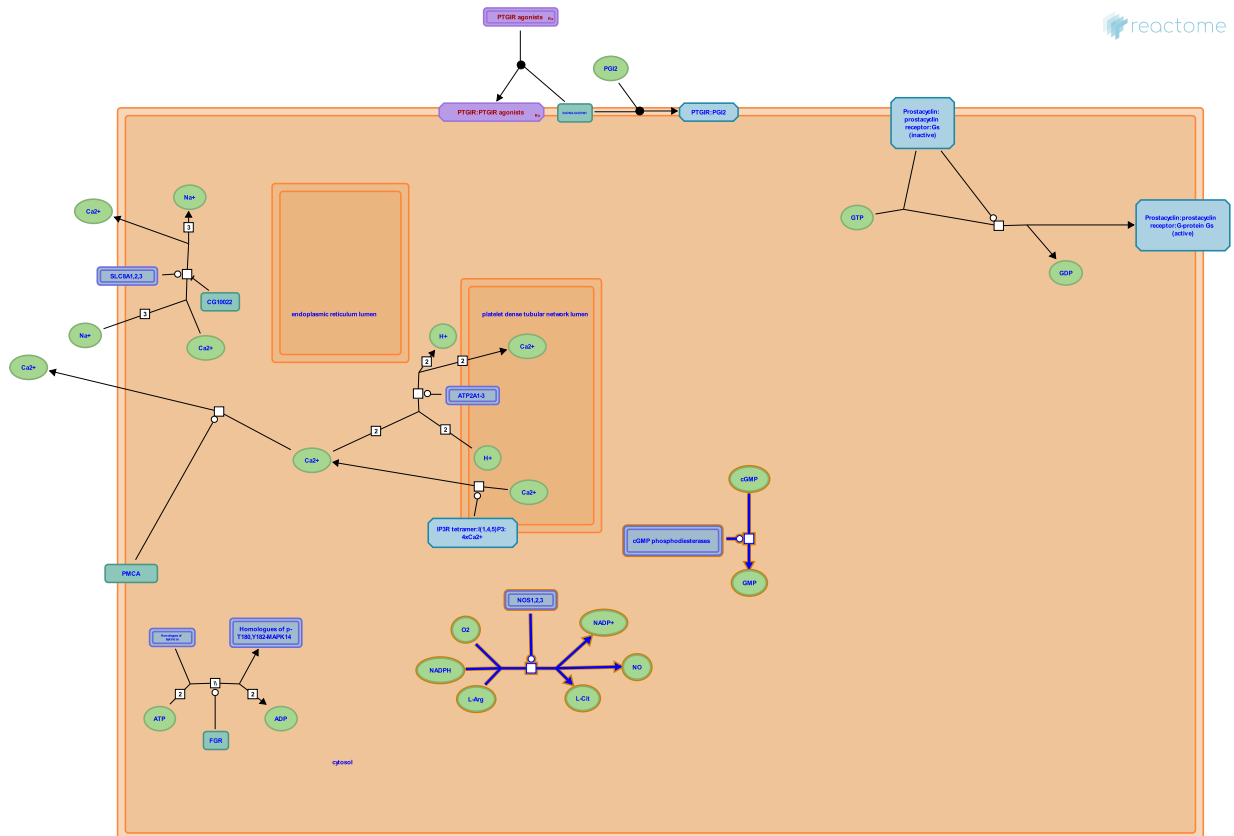 PTGIR agonists Rx
reactome
PGI2
PTGIR:PTGIR agonists Rx
PTGIR:PGI2
Prostacyclin:
prostacyclin
receptor:Gs
(inactive)
Na+
Ca2+
3
GTP
Prostacyclin:prostacyclin
receptor:G-protein Gs
(active)
SLC8A1,2,3
GDP
CG10022
3
endoplasmic reticulum lumen
platelet dense tubular network lumen
Na+
H+
Ca2+
Ca2+
2
2
Ca2+
ATP2A1-3
2
2
Ca2+
H+
cGMP
Ca2+
IP3R tetramer:I(1,4,5)P3:
4xCa2+
cGMP phosphodiesterases
PMCA
GMP
NOS1,2,3
O2
NADP+
Homologues of p-
T180,Y182-MAPK14
NADPH
NO
2
2
L-Arg
L-Cit
ATP
ADP
FGR
cytosol